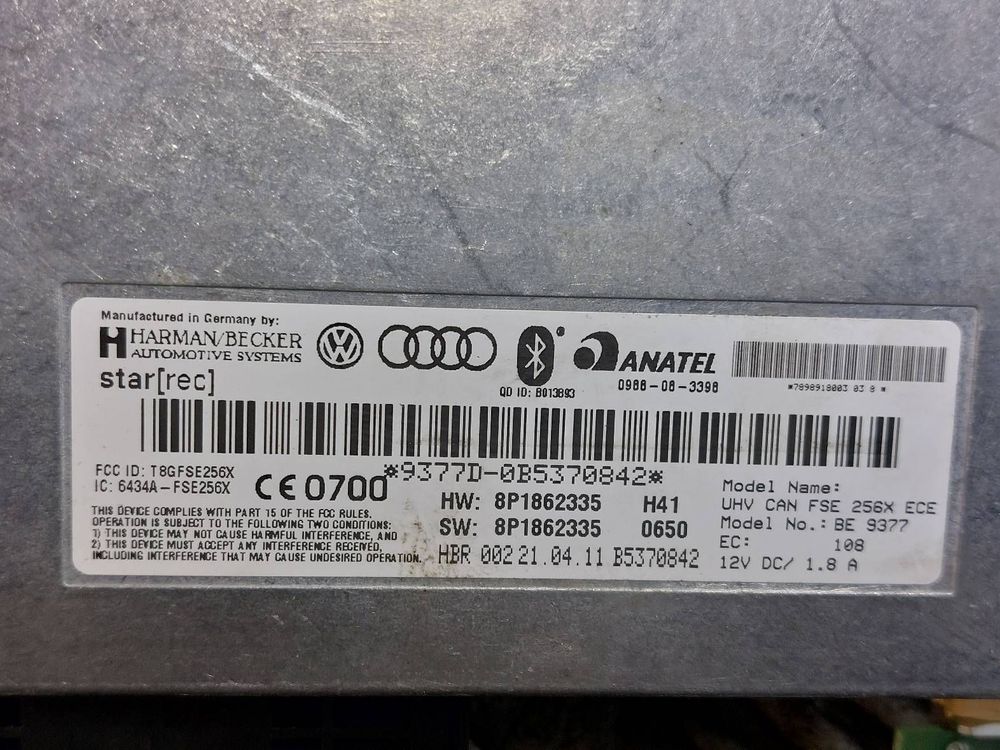 Manufactured in Germany by:
HARMAN/BECKER
AUTOMOTIVE SYSTEMS
star[rec]
QD ID: B013893
ANATEL
0986-08-3398
*9377D-0B5370842*
FCC ID: T8GFSE256X
IC: 6434A-FSE256X
CE 0700
HW: 8P1862335 H41
SW: 8P1862335 0650
HBR 002 21.04.11 B5370842
THIS DEVICE COMPLIES WITH PART 15 OF THE FCC RULES.
OPERATION IS SUBJECT TO THE FOLLOWING TWO CONDITIONS:
1) THIS DEVICE MAY NOT CAUSE HARMFUL INTERFERENCE, AND
2) THIS DEVICE MUST ACCEPT ANY INTERFERENCE RECEIVED,
INCLUDING INTERFERENCE THAT MAY CAUSE UNDESIRED OPERATION.
Model Name:
UHV CAN FSE 256X ECE
Model No.: BE 9377
EC: 108
12V DC/ 1.8 A